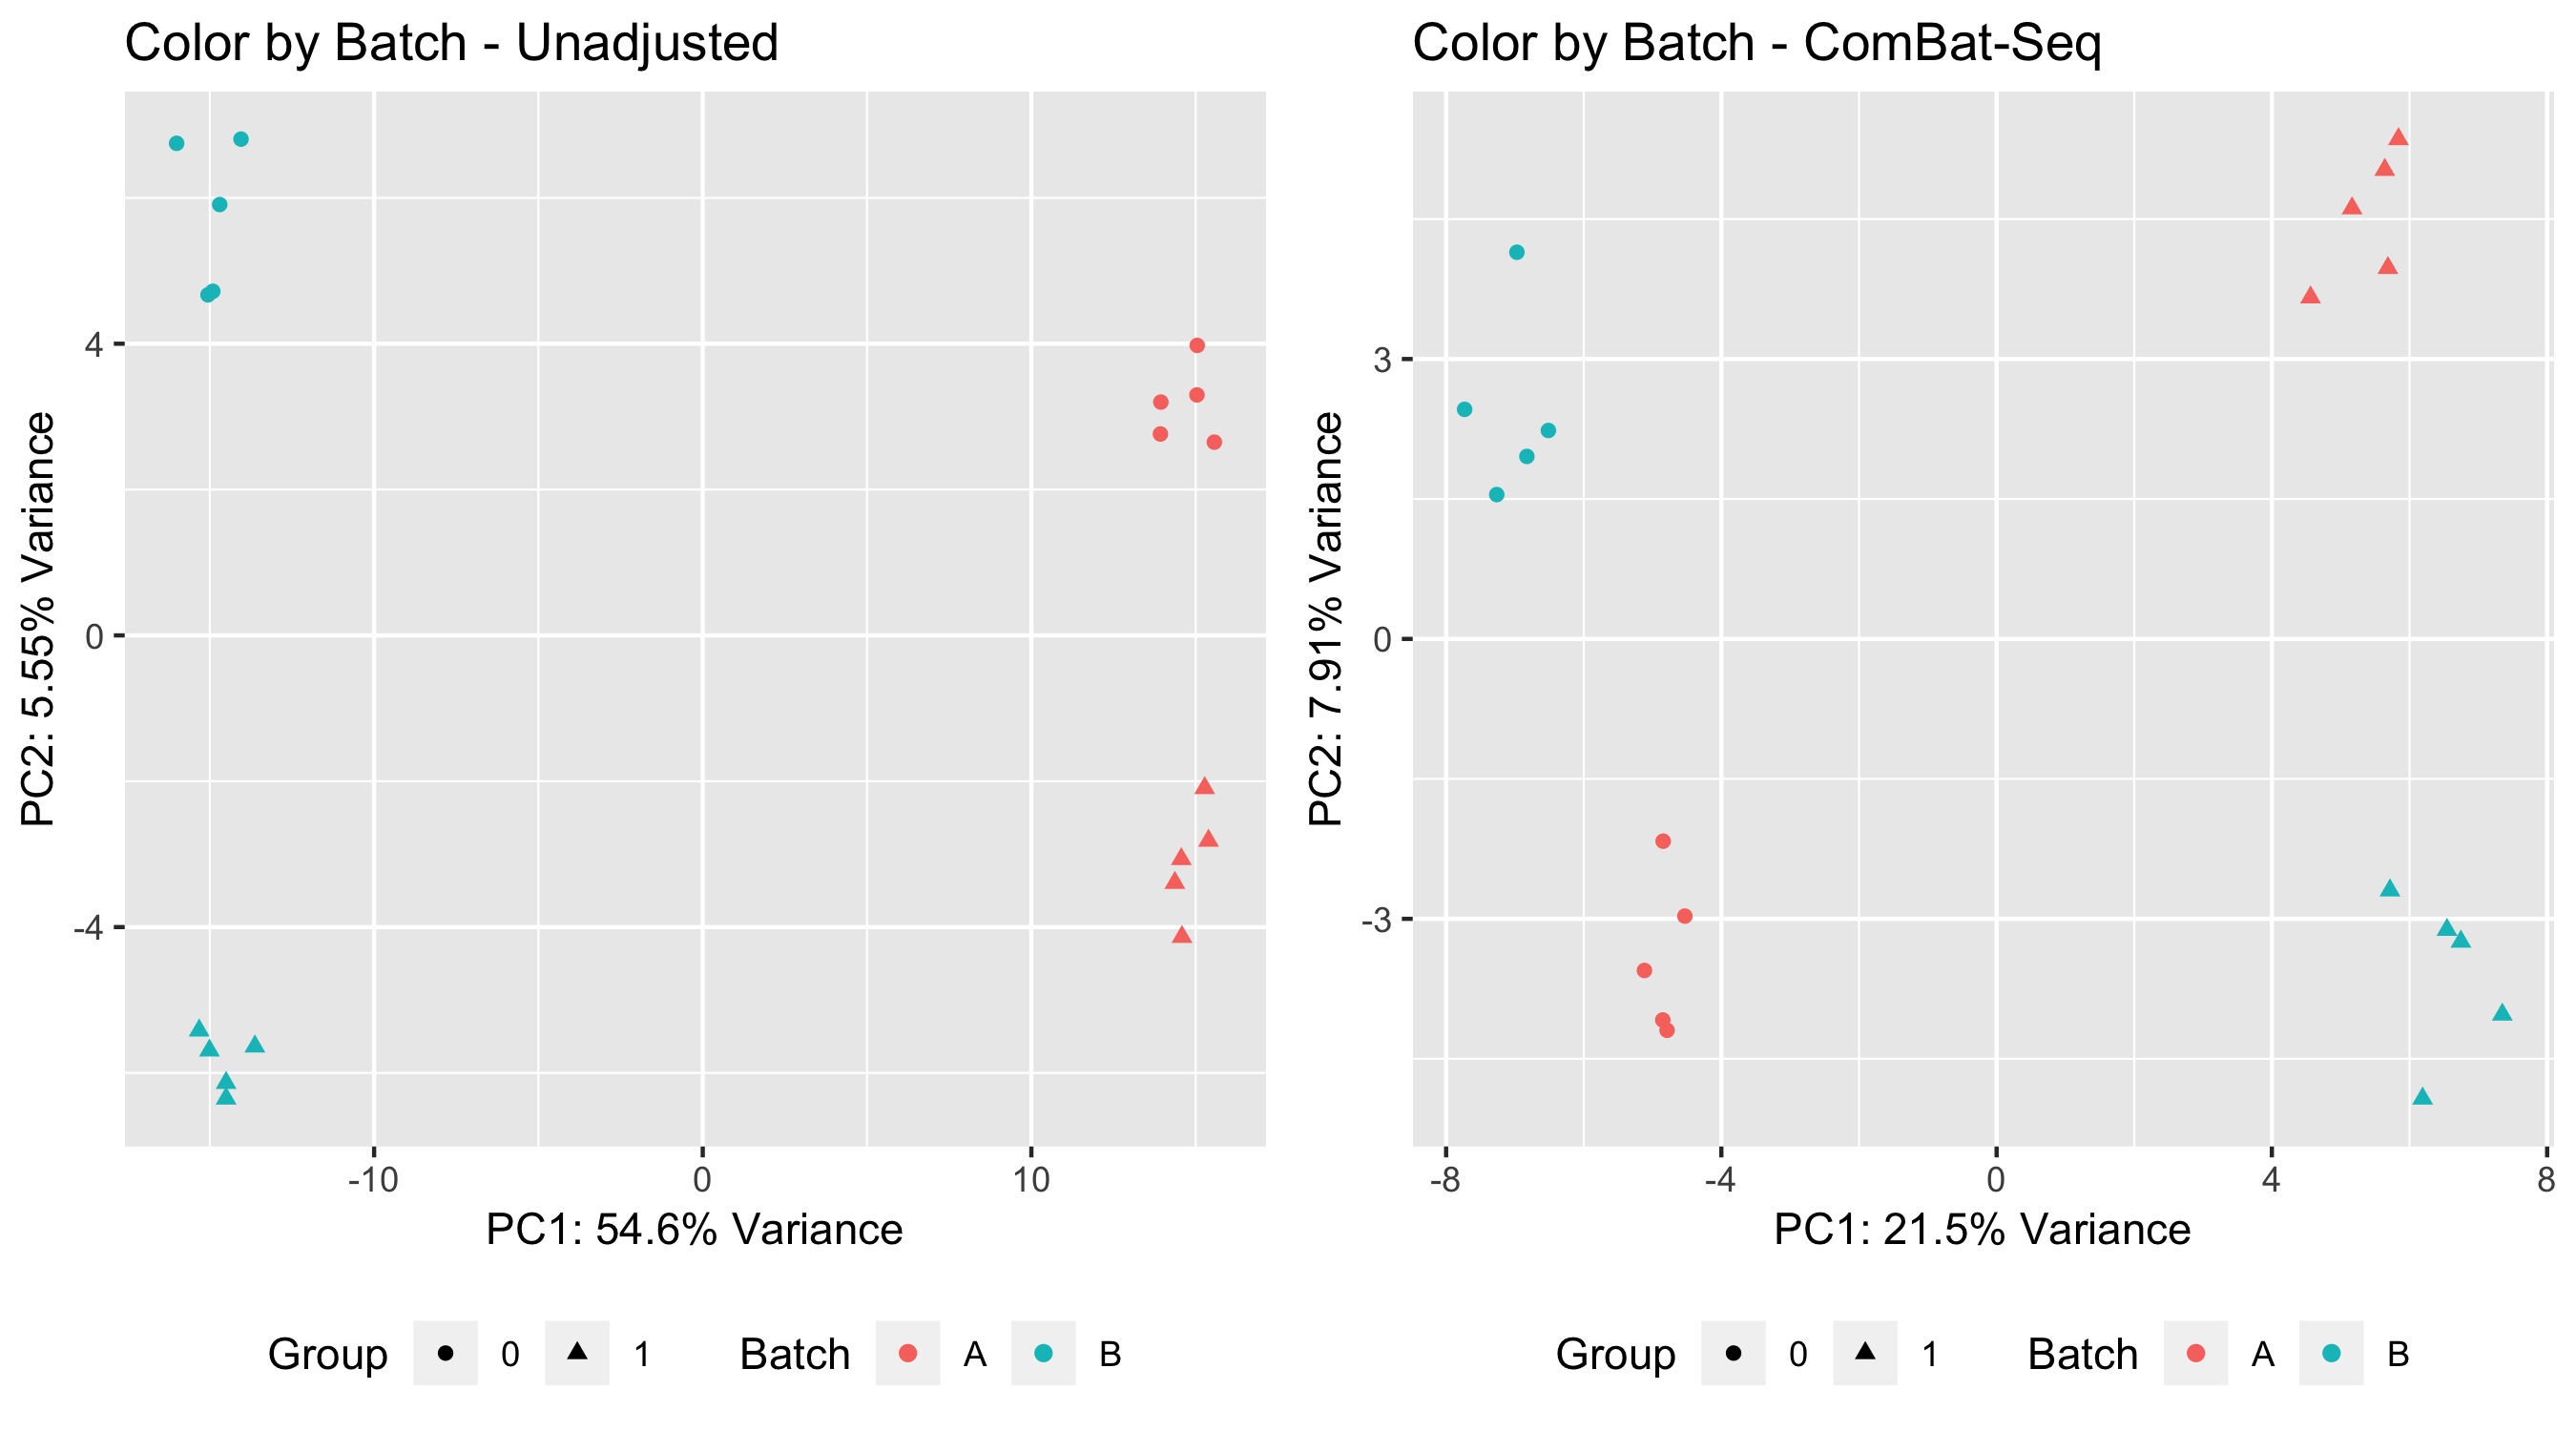 Color by Batch - Unadjusted
4
0
-4
PC2: 5.55% Variance
-10 0 10
PC1: 54.6% Variance
Group 0 1 Batch A B
Color by Batch - ComBat-Seq
3
0
-3
PC2: 7.91% Variance
-8 -4 0 4 8
PC1: 21.5% Variance
Group 0 1 Batch A B